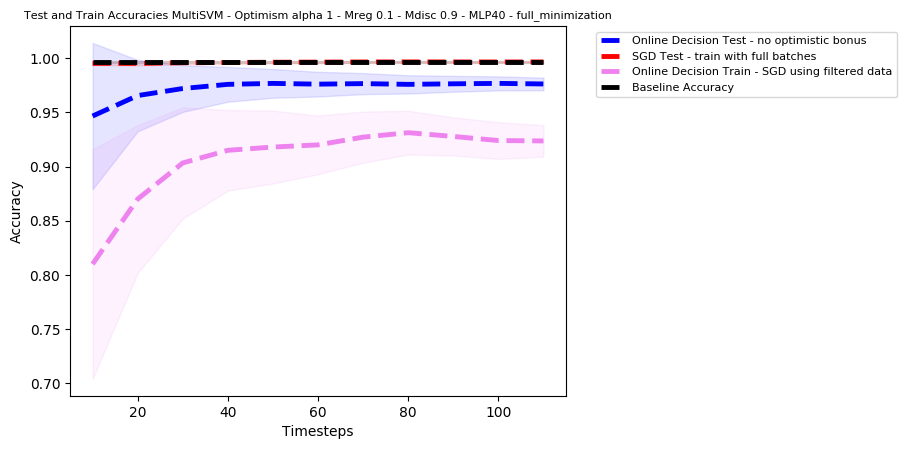 Test and Train Accuracies MultiSVM - Optimism alpha 1 - Mreg 0.1 - Mdisc 0.9 - MLP40 - full_minimization
1.00
0.95
0.90
0.85
0.80
0.75
0.70
Accuracy
20
40
60
80
100
Timesteps
Online Decision Test - no optimistic bonus
SGD Test - train with full batches
Online Decision Train - SGD using filtered data
Baseline Accuracy